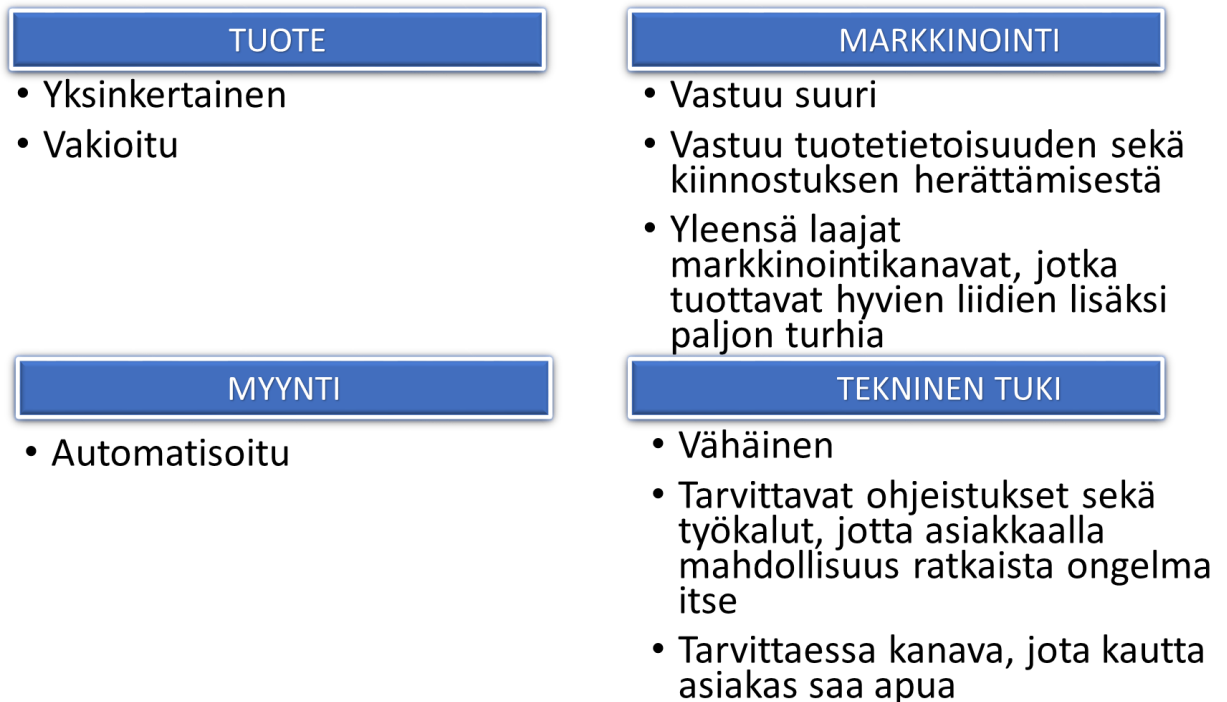 TUOTE
• Yksinkertainen
• Vakioitu
MARKKINOINTI
• Vastuu suuri
• Vastuu tuotetietoisuuden sekä
kiinnostuksen herättämisestä
• Yleensä laajat
markkinointikanavat, jotka
tuottavat hyvien liidien lisäksi
paljon turhia
MYYNTI
• Automatisoitu
TEKNINEN TUKI
• Vähäinen
• Tarvittavat ohjeistukset sekä
työkalut, jotta asiakkaalla
mahdollisuus ratkaista ongelma
itse
• Tarvittaessa kanava, jota kautta
asiakas saa apua